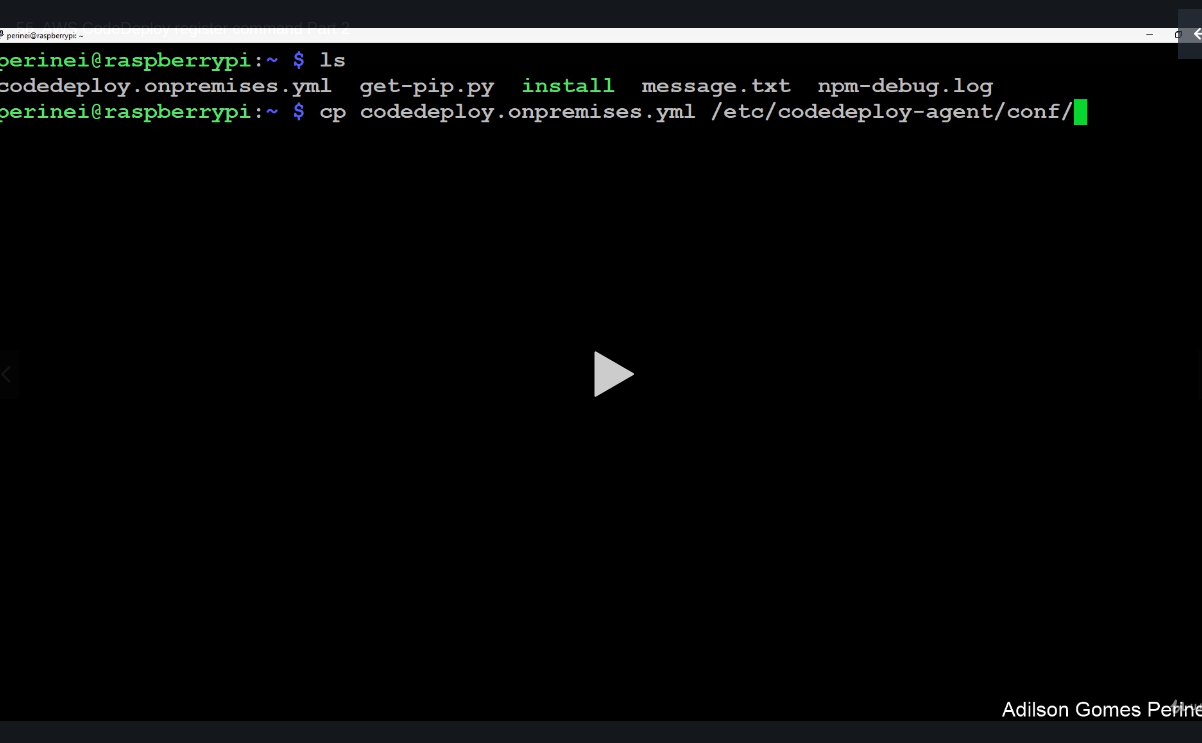 56. AWS CodeDeploy register command Part 2
perinei@raspberrypi: ~
perinei@raspberrypi:~ $ ls
codedeploy.onpremises.yml get-pip.py install message.txt npm-debug.log
perinei@raspberrypi:~ $ cp codedeploy.onpremises.yml /etc/codedeploy-agent/conf/
Adilson Gomes Perine